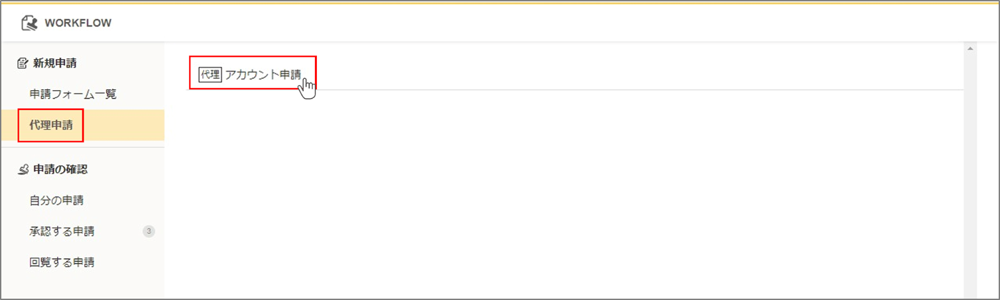 WORKFLOW
新規申請
申請フォーム一覧
代理申請
申請の確認
自分の申請
承認する申請 3
回覧する申請
代理 アカウント申請